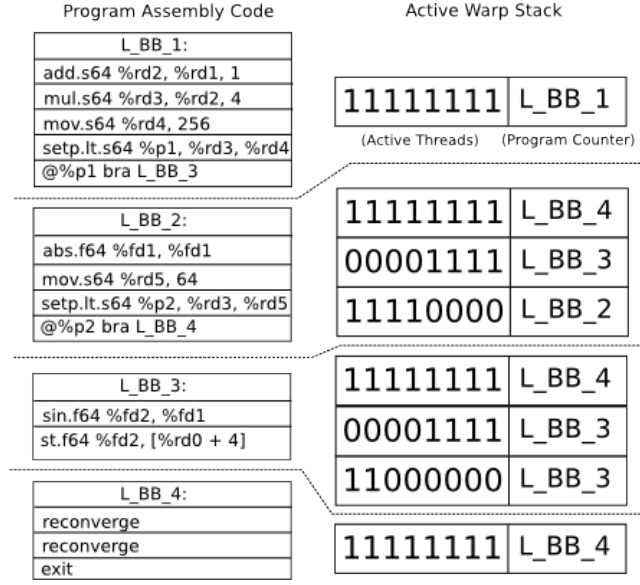 Program Assembly Code
L_BB_1:
add.s64 %rd2, %rd1, 1
mul.s64 %rd3, %rd2, 4
mov.s64 %rd4, 256
setp.lt.s64 %p1, %rd3, %rd4
@%p1 bra L_BB_3
L_BB_2:
abs.f64 %fd1, %fd1
mov.s64 %rd5, 64
setp.lt.s64 %p2, %rd3, %rd5
@%p2 bra L_BB_4
L_BB_3:
sin.f64 %fd2, %fd1
st.f64 %fd2, [%rd0 + 4]
L_BB_4:
reconverge
reconverge
exit
Active Warp Stack
11111111 L_BB_1
(Active Threads) (Program Counter)
11111111 L_BB_4
00001111 L_BB_3
11110000 L_BB_2
11111111 L_BB_4
00001111 L_BB_3
11000000 L_BB_3
11111111 L_BB_4